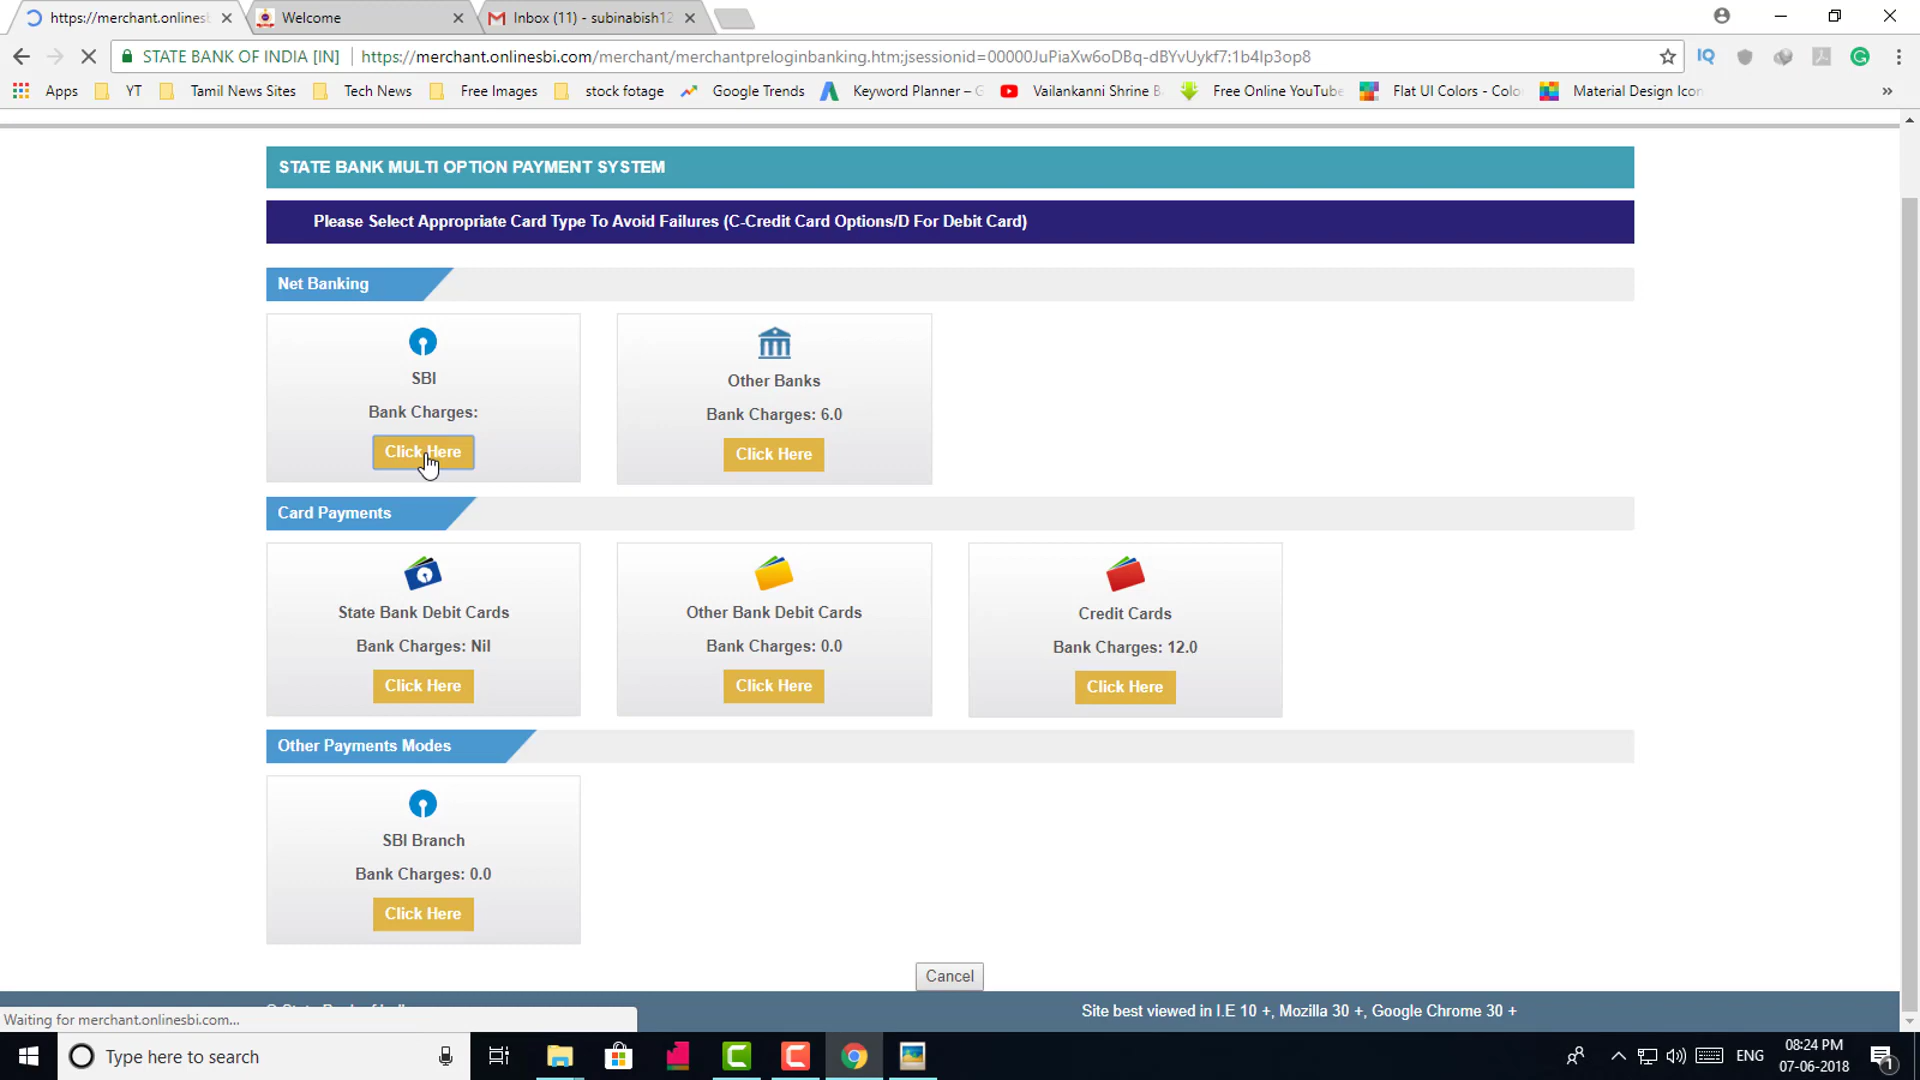 https://merchant.onlinesb
Welcome
Inbox (11) - subinabish12
STATE BANK OF INDIA [IN]
https://merchant.onlinesbi.com/merchant/merchantpreloginbanking.htm;jsessionid=00000JuPiaXw6oDBq-dBYvUykf7:1b4lp3op8
Apps
YT
Tamil News Sites
Tech News
Free Images
stock fotage
Google Trends
Keyword Planner – G
Vailankanni Shrine B
Free Online YouTube
Flat UI Colors - Colo
Material Design Icon
STATE BANK MULTI OPTION PAYMENT SYSTEM
Please Select Appropriate Card Type To Avoid Failures (C-Credit Card Options/D For Debit Card)
Net Banking
SBI
Bank Charges:
Click Here
Other Banks
Bank Charges: 6.0
Click Here
Card Payments
State Bank Debit Cards
Bank Charges: Nil
Click Here
Other Bank Debit Cards
Bank Charges: 0.0
Click Here
Credit Cards
Bank Charges: 12.0
Click Here
Other Payments Modes
SBI Branch
Bank Charges: 0.0
Click Here
Cancel
Site best viewed in I.E 10 +, Mozilla 30 +, Google Chrome 30 +
Waiting for merchant.onlinesbi.com...
Type here to search
ENG
08:24 PM
07-06-2018
1